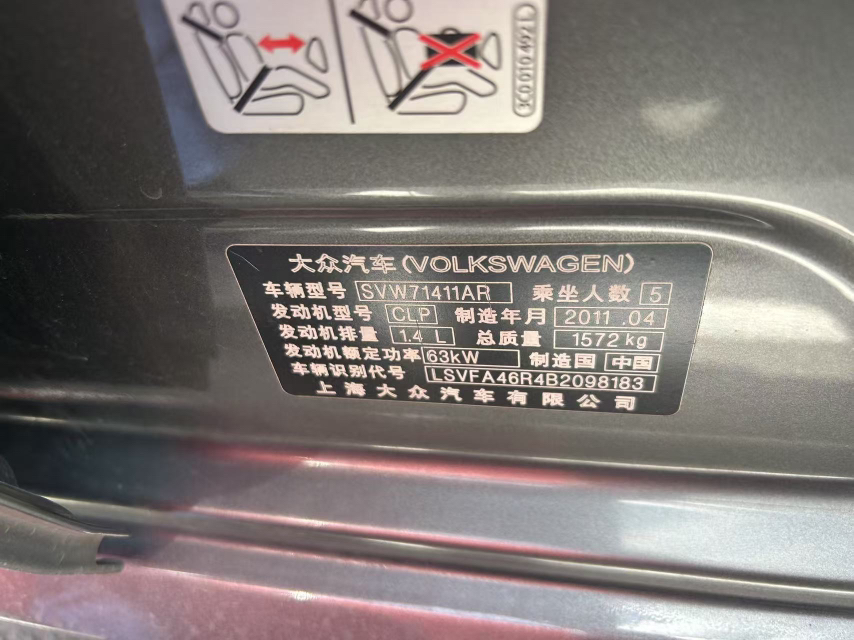 3C0 010 492 L
大众汽车(VOLKSWAGEN)
车辆型号 SVW71411AR 乘坐人数 5
发动机型号 CLP 制造年月 2011 .04
发动机排量 1.4 L 总质量 1572 kg
发动机额定功率 63kW 制造国 中国
车辆识别代号 LSVFA46R4B2098183
上海大众汽车有限公司